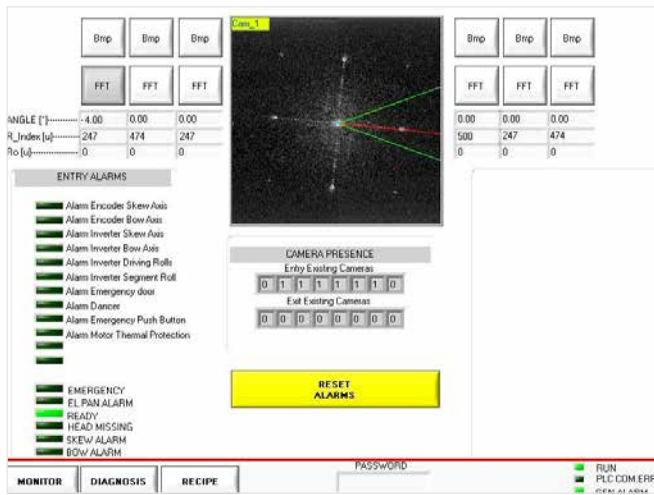 Bmp Bmp Bmp
Cam_1
Bmp Bmp Bmp
FFT FFT FFT
FFT FFT FFT
ANGLE [°]---------- -4.00 0.00 0.00
0.00 0.00 0.00
R_Index [u]---------- 247 474 247
500 247 474
Ro [u]---------- 0 0 0
0 0 0
ENTRY ALARMS
Alarm Encoder Skew Axis
Alarm Encoder Bow Axis
Alarm Inverter Skew Axis
Alarm Inverter Bow Axis
Alarm Inverter Driving Rolls
Alarm Inverter Segment Roll
Alarm Emergency door
Alarm Dancer
Alarm Emergency Push Button
Alarm Motor Thermal Protection
CAMERA PRESENCE
Entry Existing Cameras
0 1 1 1 1 1 1 0
Exit Existing Cameras
0 0 0 0 0 0 0 0
RESET
ALARMS
EMERGENCY
EL PAN ALARM
READY
HEAD MISSING
SKEW ALARM
BOW ALARM
MONITOR DIAGNOSIS RECIPE
PASSWORD
RUN
PLC COM.ERR
GEN ALARM